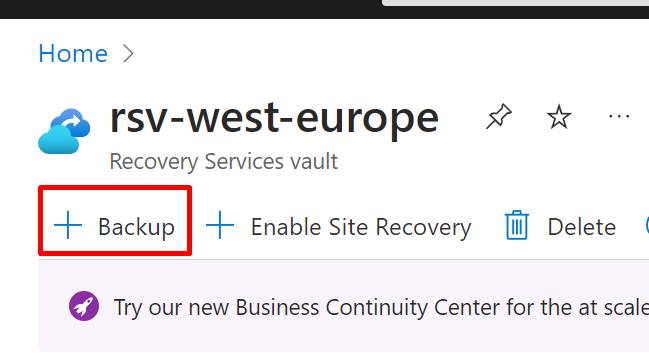 Home
rsv-west-europe
Recovery Services vault
Backup Enable Site Recovery Delete
Try our new Business Continuity Center for the at scale